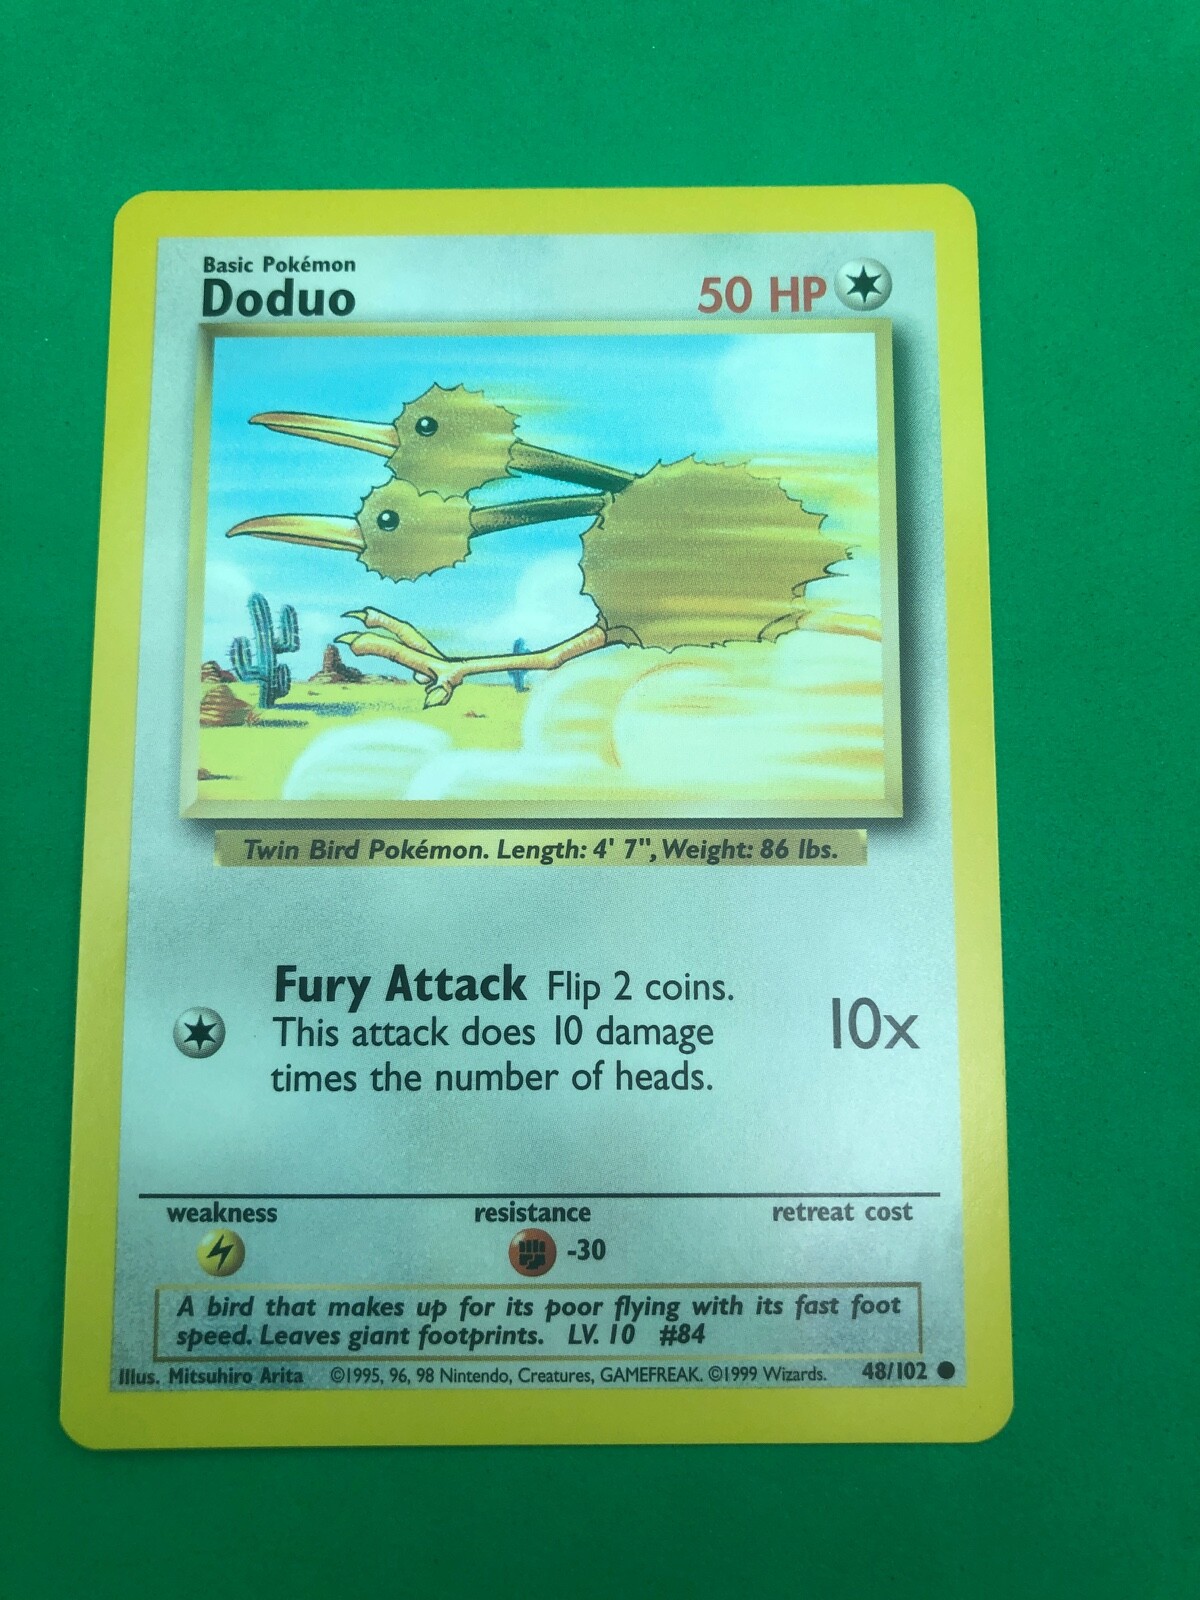 Basic Pokémon
Doduo
50 HP
Twin Bird Pokémon. Length: 4' 7", Weight: 86 lbs.
Fury Attack Flip 2 coins.
This attack does 10 damage
times the number of heads.
10x
weakness
resistance
retreat cost
-30
A bird that makes up for its poor flying with its fast foot
speed. Leaves giant footprints. LV. 10 #84
Illus. Mitsuhiro Arita ©1995, 96, 98 Nintendo, Creatures, GAMEFREAK. ©1999 Wizards. 48/102